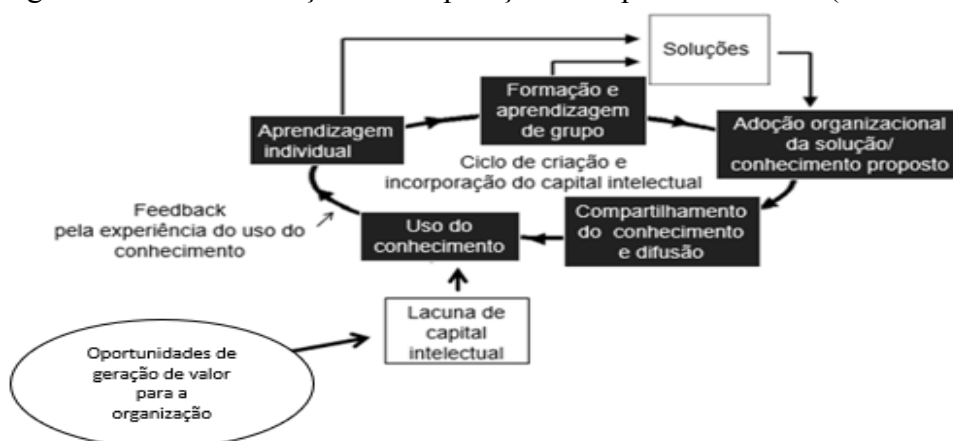 Soluções
Formação e
aprendizagem
de grupo
Aprendizagem
individual
Adoção organizacional
da solução/
conhecimento proposto
Ciclo de criação e
incorporação do capital intelectual
Feedback
pela experiência do uso do
conhecimento
Uso do
conhecimento
Compartilhamento
do conhecimento
e difusão
Lacuna de
capital
intelectual
Oportunidades de
geração de valor
para a
organização